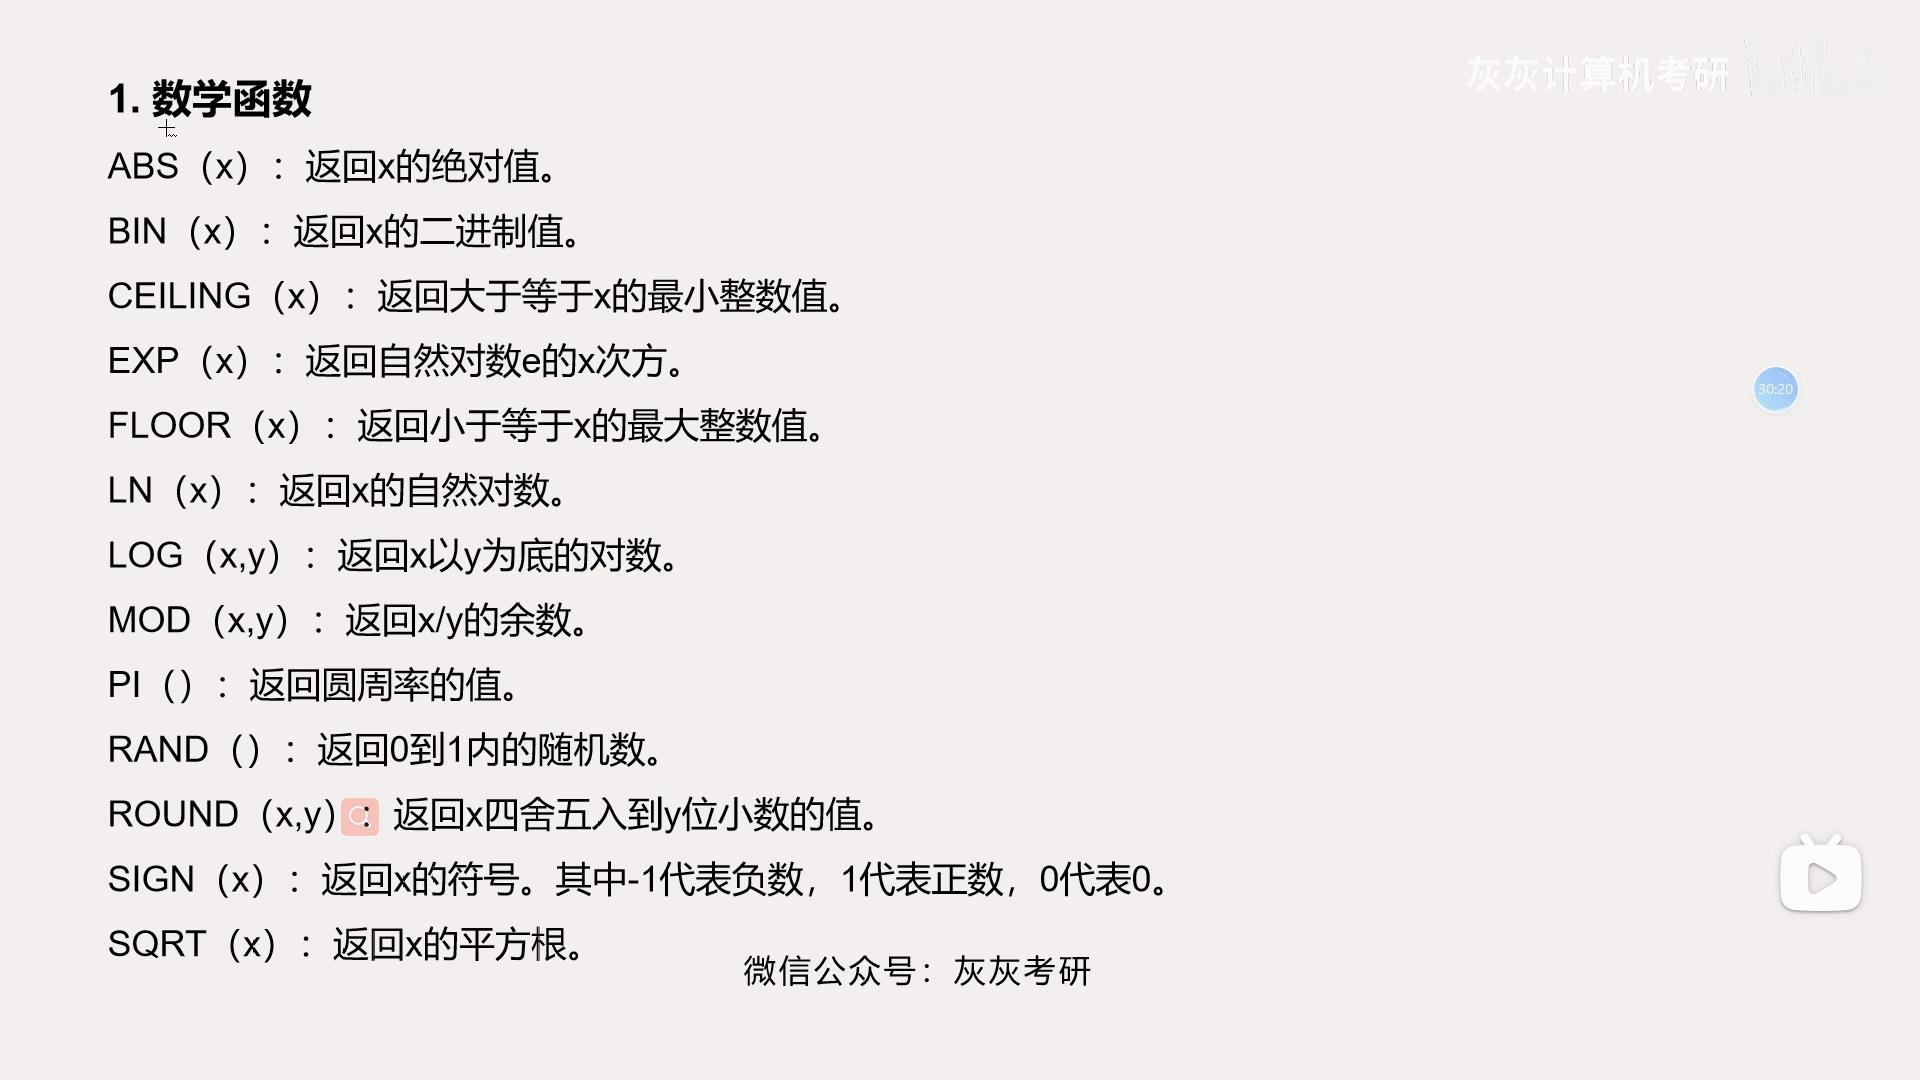 灰灰计算机考研 bilibili
1. 数学函数
ABS（x）：返回x的绝对值。
BIN（x）：返回x的二进制值。
CEILING（x）：返回大于等于x的最小整数值。
EXP（x）：返回自然对数e的x次方。
30:20
FLOOR（x）：返回小于等于x的最大整数值。
LN（x）：返回x的自然对数。
LOG（x,y）：返回x以y为底的对数。
MOD（x,y）：返回x/y的余数。
PI（）：返回圆周率的值。
RAND（）：返回0到1内的随机数。
ROUND（x,y）：返回x四舍五入到y位小数的值。
SIGN（x）：返回x的符号。其中-1代表负数，1代表正数，0代表0。
SQRT（x）：返回x的平方根。
微信公众号：灰灰考研